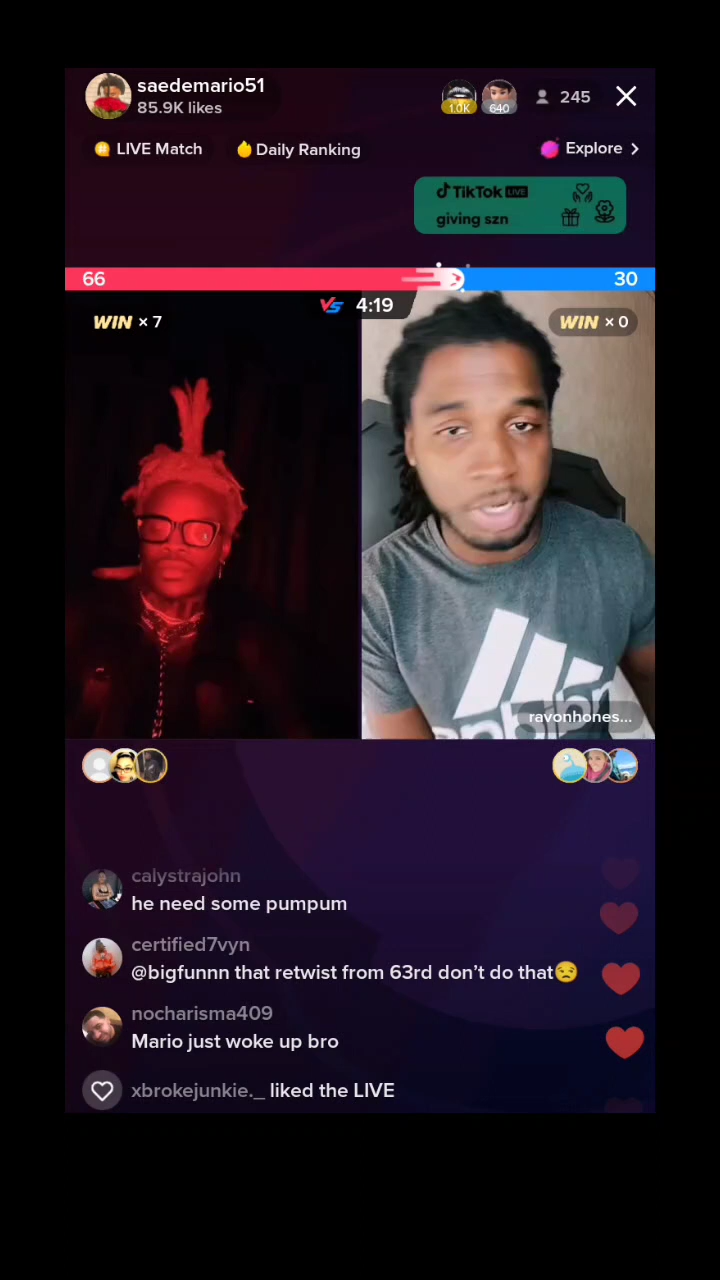 saedemario51
85.9K likes
1.0K
640
245
LIVE Match
Daily Ranking
Explore
TikTok LIVE
giving szn
66
30
VS 4:19
WIN × 7
WIN × 0
ravonhones...
calystrajohn
he need some pumpum
certified7vyn
@bigfunnn that retwist from 63rd don’t do that😒
nocharisma409
Mario just woke up bro
xbrokejunkie._ liked the LIVE